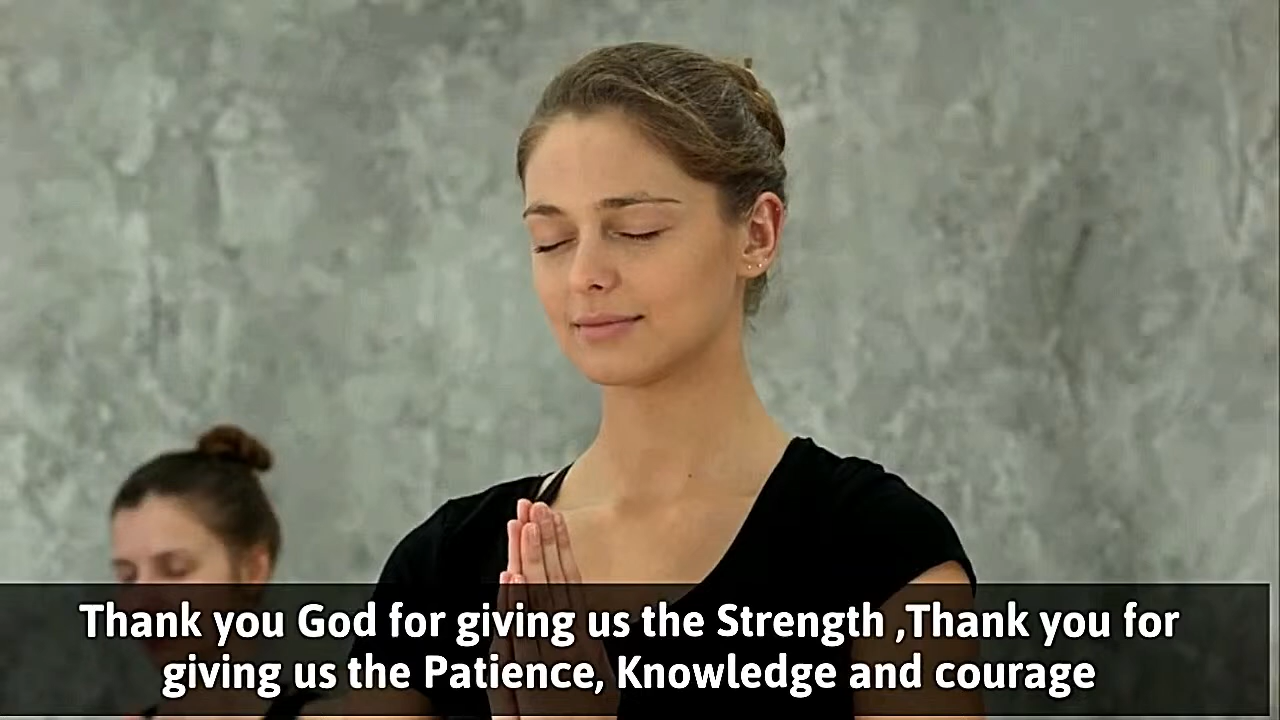 Thank you God for giving us the Strength ,Thank you for
giving us the Patience, Knowledge and courage